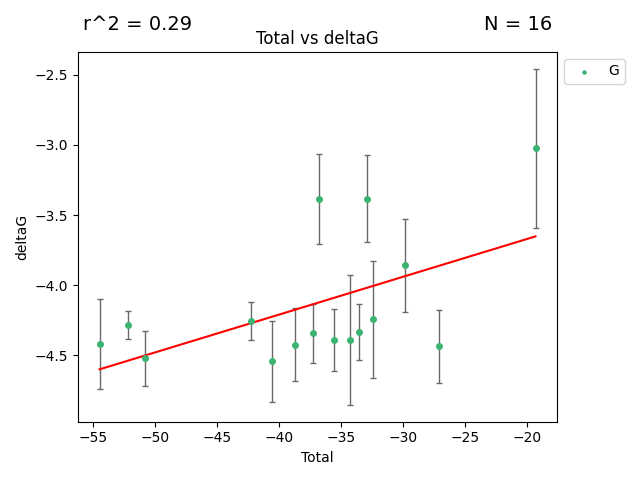 r^2 = 0.29
N = 16
Total vs deltaG
G
−2.5
−3.0
−3.5
−4.0
−4.5
deltaG
−55
−50
−45
−40
−35
−30
−25
−20
Total